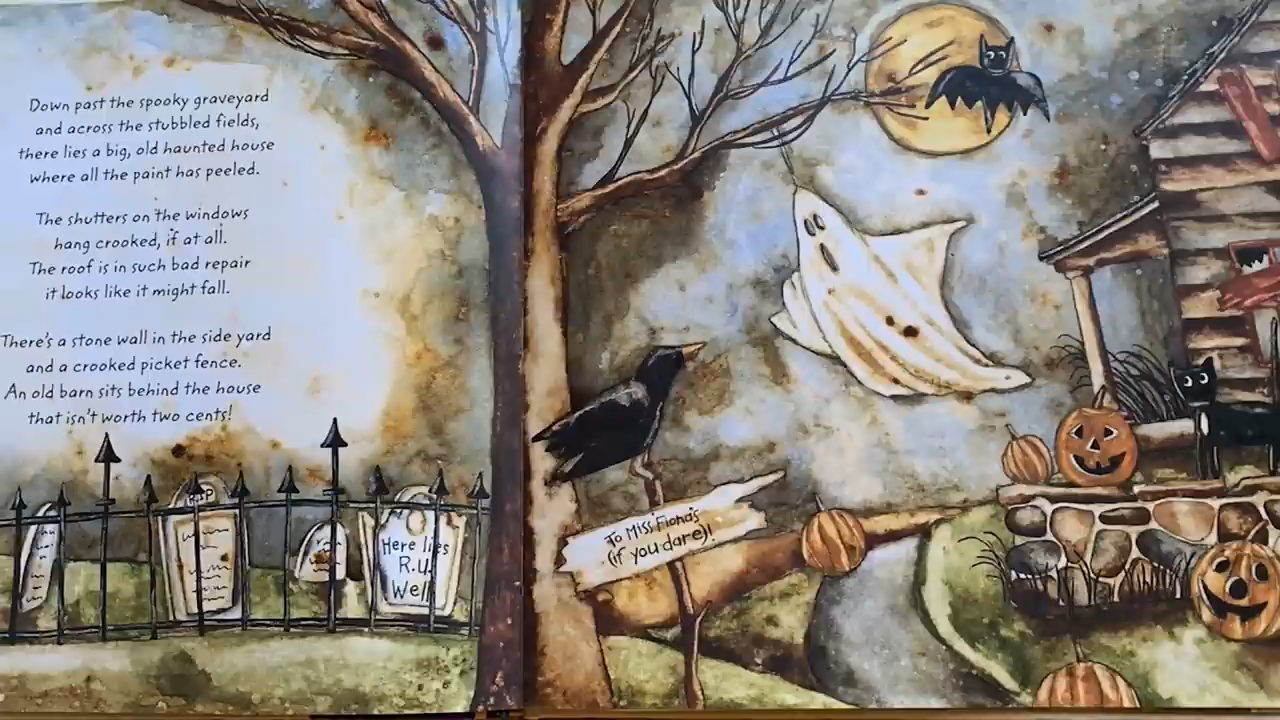 Down past the spooky graveyard
and across the stubbled fields,
there lies a big, old haunted house
where all the paint has peeled.
The shutters on the windows
hang crooked, if at all.
The roof is in such bad repair
it looks like it might fall.
There's a stone wall in the side yard
and a crooked picket fence.
An old barn sits behind the house
that isn't worth two cents!
RIP
Here lies
R.U.
Well
To Miss Fiona's
(if you dare)!